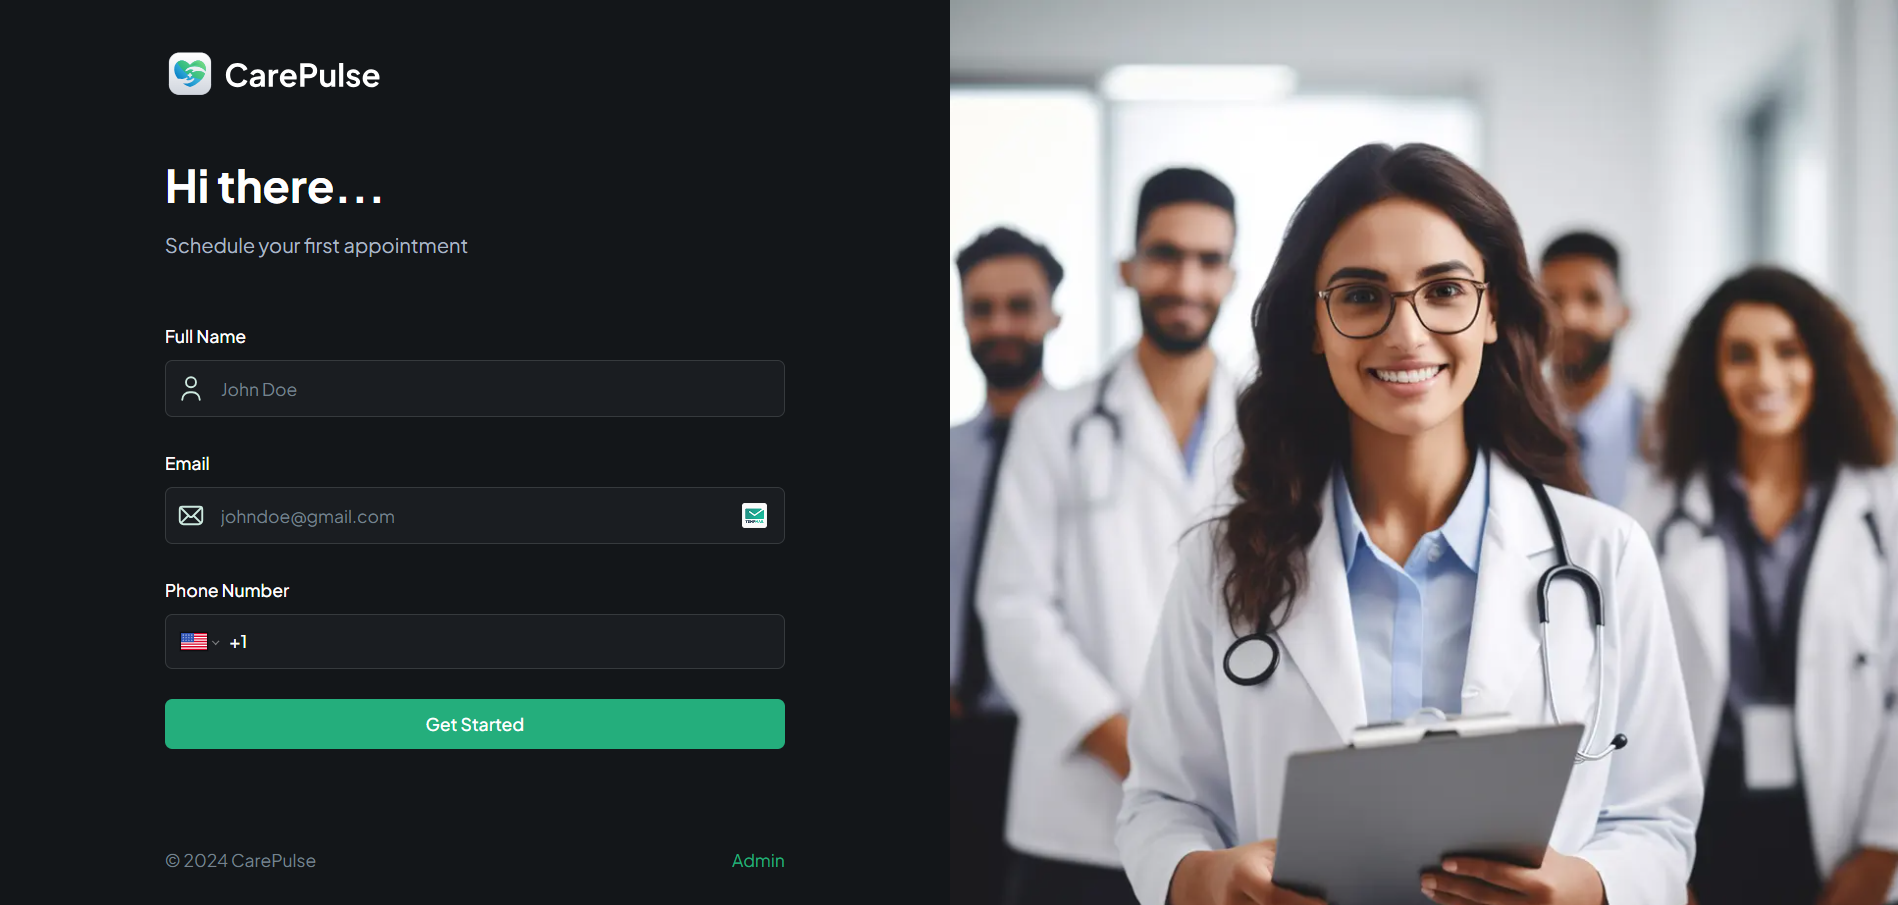 CarePulse
Hi there...
Schedule your first appointment
Full Name
John Doe
Email
johndoe@gmail.com
Phone Number
+1
Get Started
© 2024 CarePulse
Admin